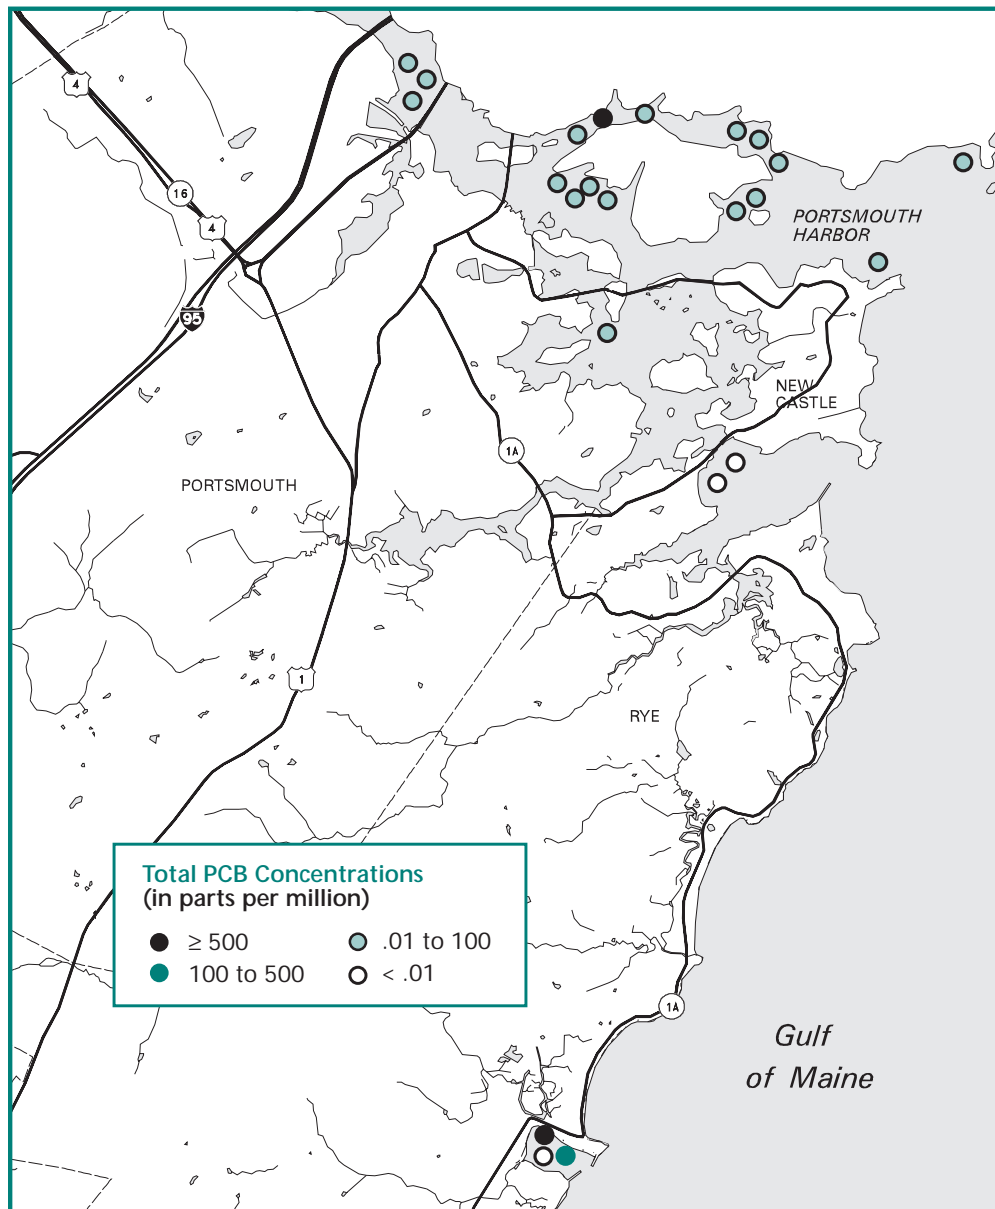 4
16
4
95
PORTSMOUTH
HARBOR
NEW
CASTLE
1A
PORTSMOUTH
1
RYE
Total PCB Concentrations
(in parts per million)
≥ 500
.01 to 100
100 to 500
< .01
1A
Gulf
of Maine